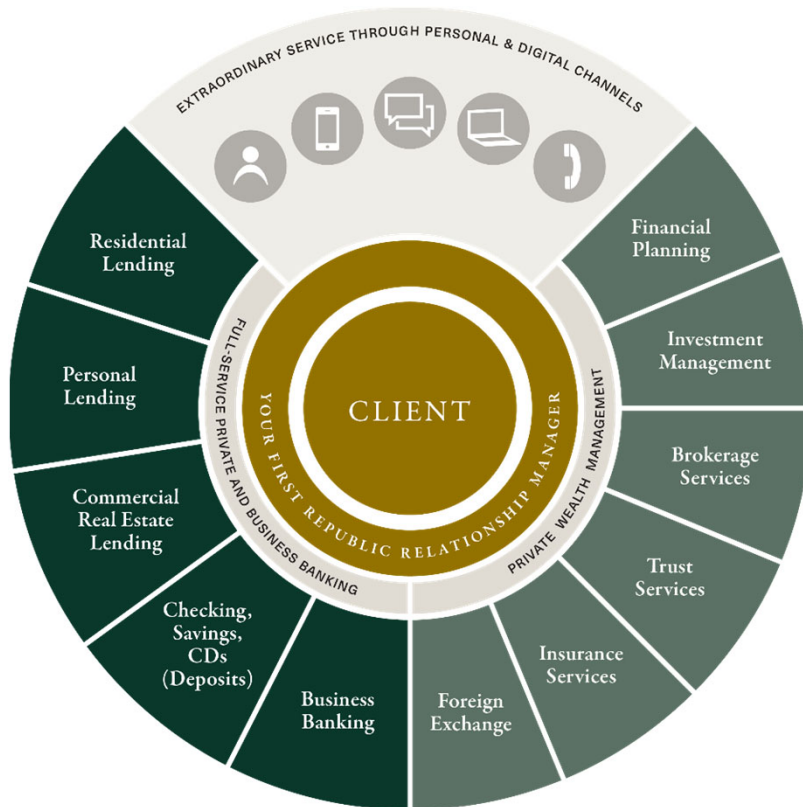 EXTRAORDINARY SERVICE THROUGH PERSONAL & DIGITAL CHANNELS
Residential
Lending
Personal
Lending
Commercial
Real Estate
Lending
Checking,
Savings,
CDs
(Deposits)
Business
Banking
FULL-SERVICE PRIVATE AND BUSINESS BANKING
CLIENT
YOUR FIRST REPUBLIC RELATIONSHIP MANAGER
PRIVATE WEALTH MANAGEMENT
Financial
Planning
Investment
Management
Brokerage
Services
Trust
Services
Insurance
Services
Foreign
Exchange